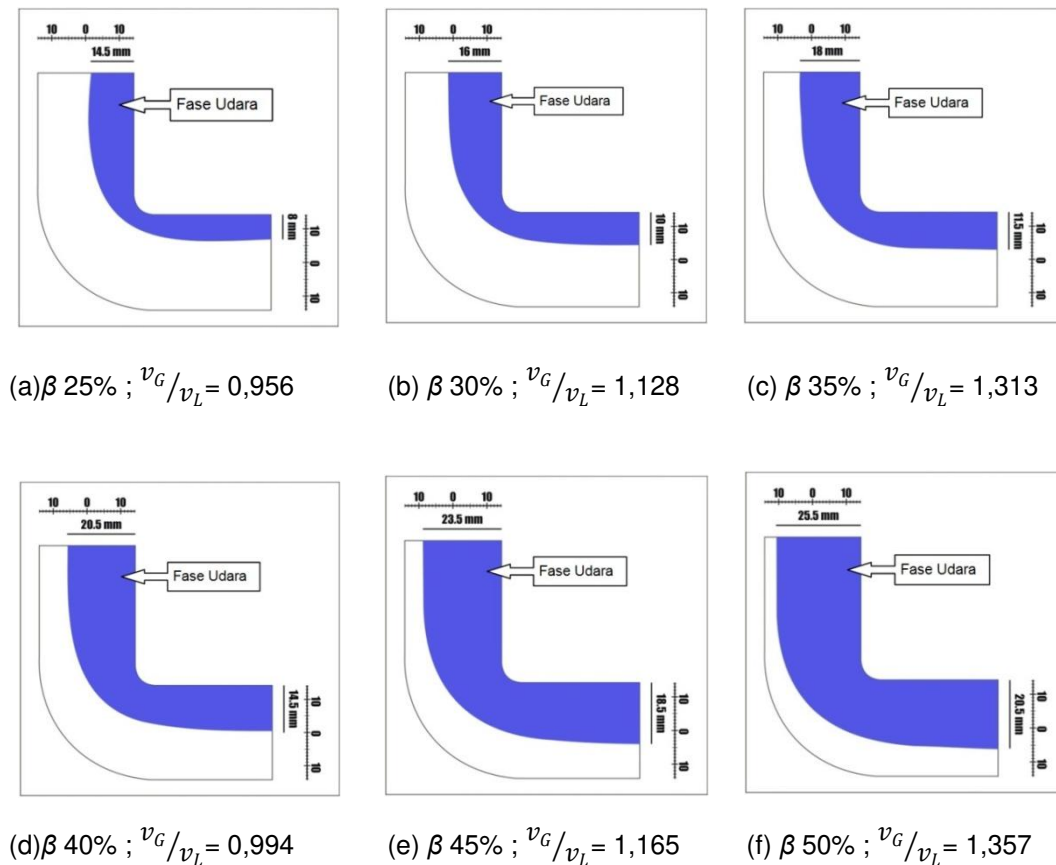 10 0 10
14.5 mm
Fase Udara
8 mm
10 0 10
(a)β 25% ; v_G/v_L= 0,956
10 0 10
16 mm
Fase Udara
10 mm
10 0 10
(b) β 30% ; v_G/v_L= 1,128
10 0 10
18 mm
Fase Udara
11.5 mm
10 0 10
(c) β 35% ; v_G/v_L= 1,313
10 0 10
20.5 mm
Fase Udara
14.5 mm
10 0 10
(d)β 40% ; v_G/v_L= 0,994
10 0 10
23.5 mm
Fase Udara
18.5 mm
10 0 10
(e) β 45% ; v_G/v_L= 1,165
10 0 10
25.5 mm
Fase Udara
20.5 mm
10 0 10
(f) β 50% ; v_G/v_L= 1,357